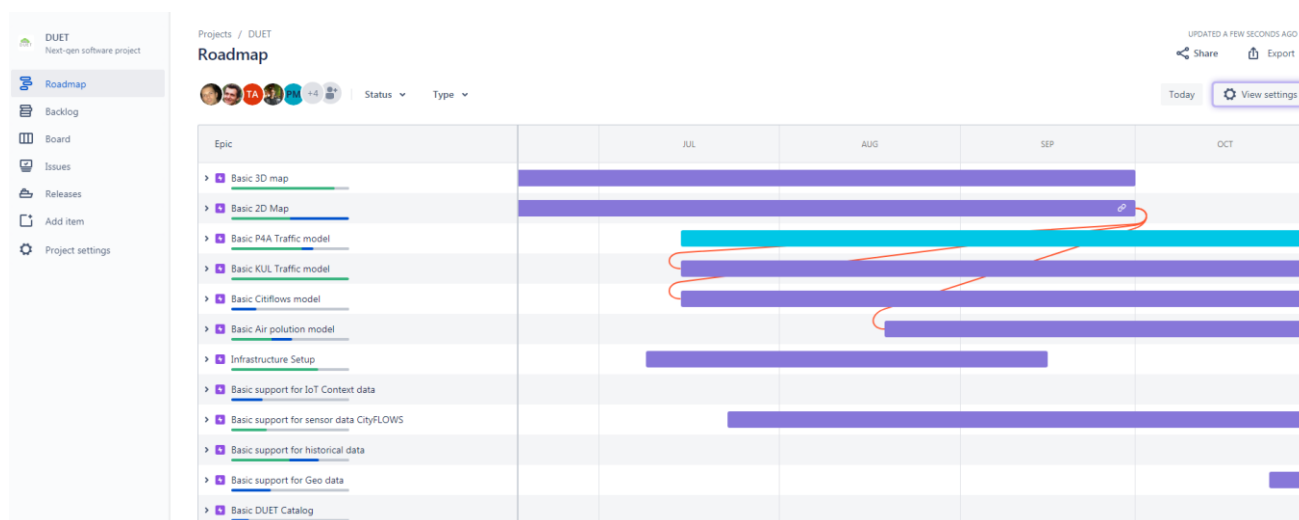 DUET
Next-gen software project
Roadmap
Backlog
Board
Issues
Releases
Add item
Project settings
Projects / DUET
Roadmap
UPDATED A FEW SECONDS AGO
Share
Export
TA
PM
+4
Status
Type
Today
View settings
Epic
JUL
AUG
SEP
OCT
Basic 3D map
Basic 2D Map
Basic P4A Traffic model
Basic KUL Traffic model
Basic Citiflows model
Basic Air polution model
Infrastructure Setup
Basic support for IoT Context data
Basic support for sensor data CityFLOWS
Basic support for historical data
Basic support for Geo data
Basic DUET Catalog